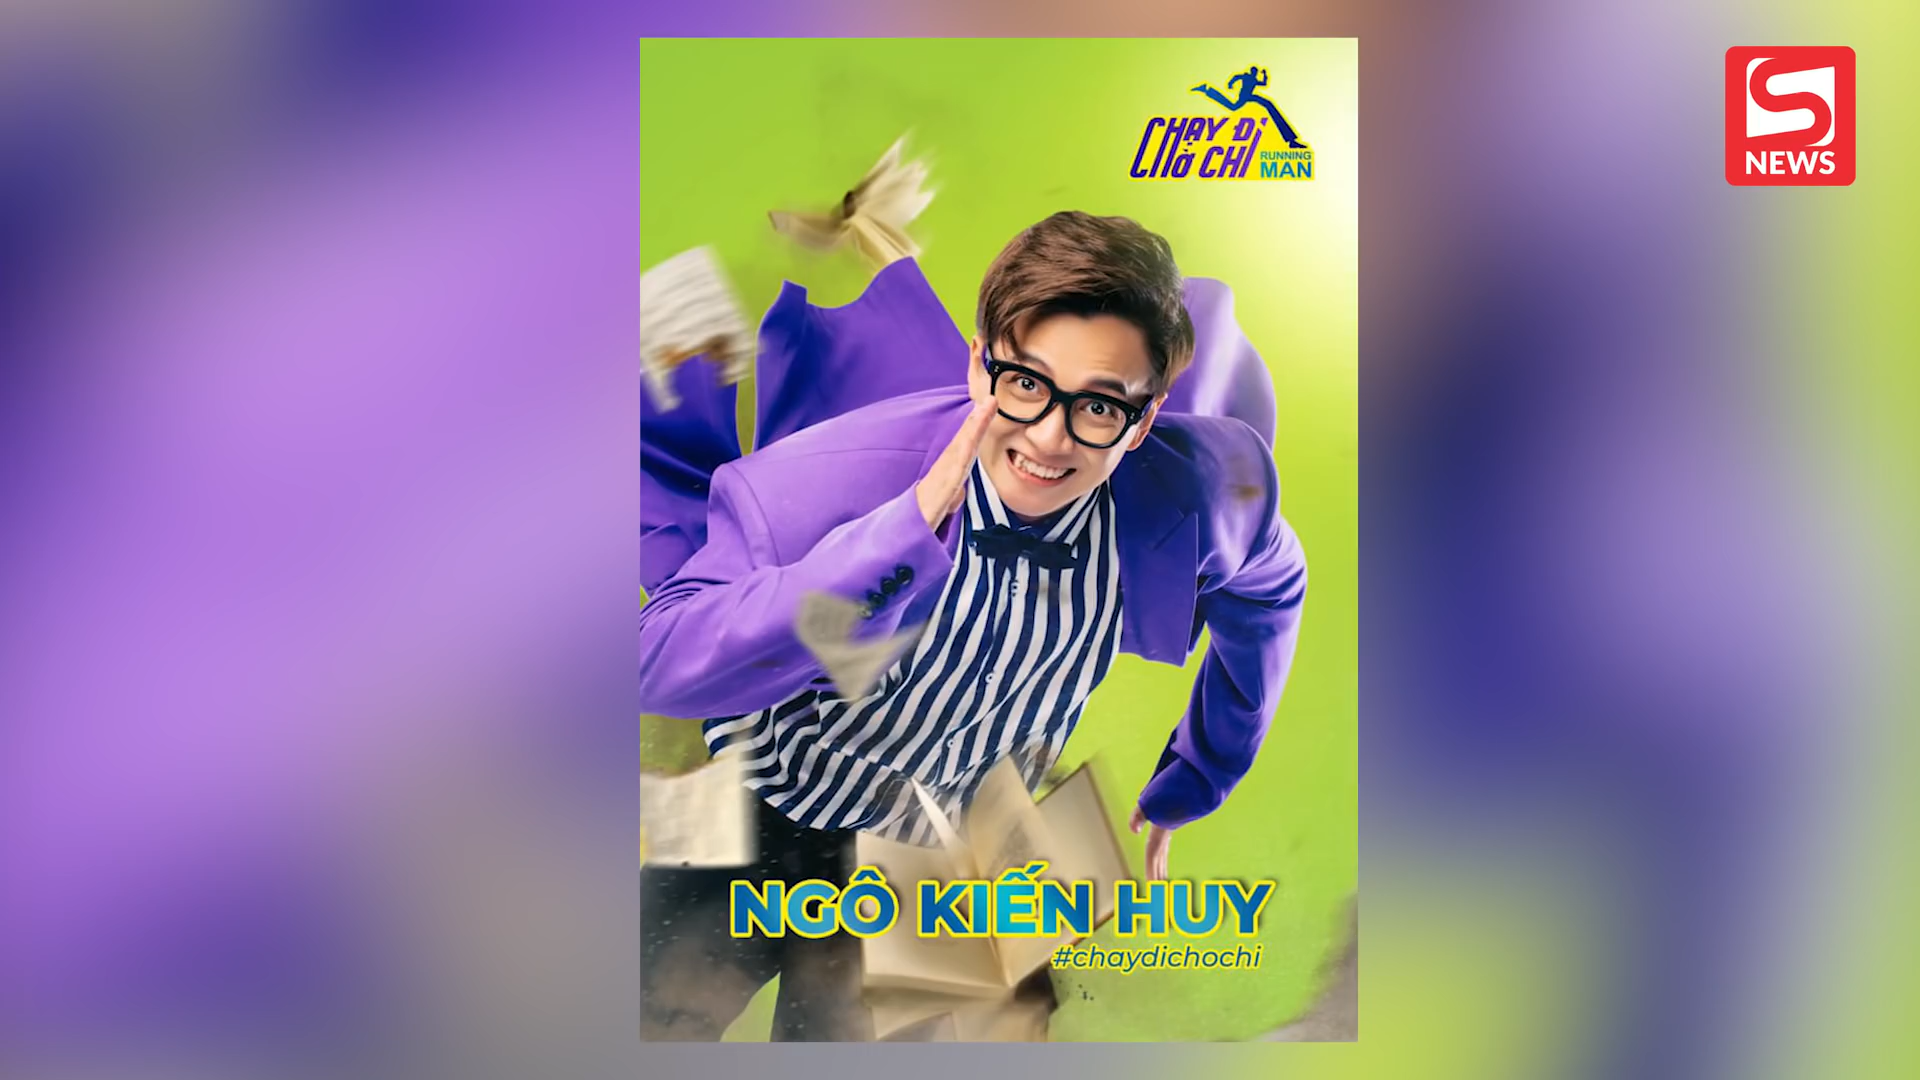 CHẠY ĐI
CHỜ CHI
RUNNING
MAN
S
NEWS
NGÔ KIẾN HUY
#chaydichochi